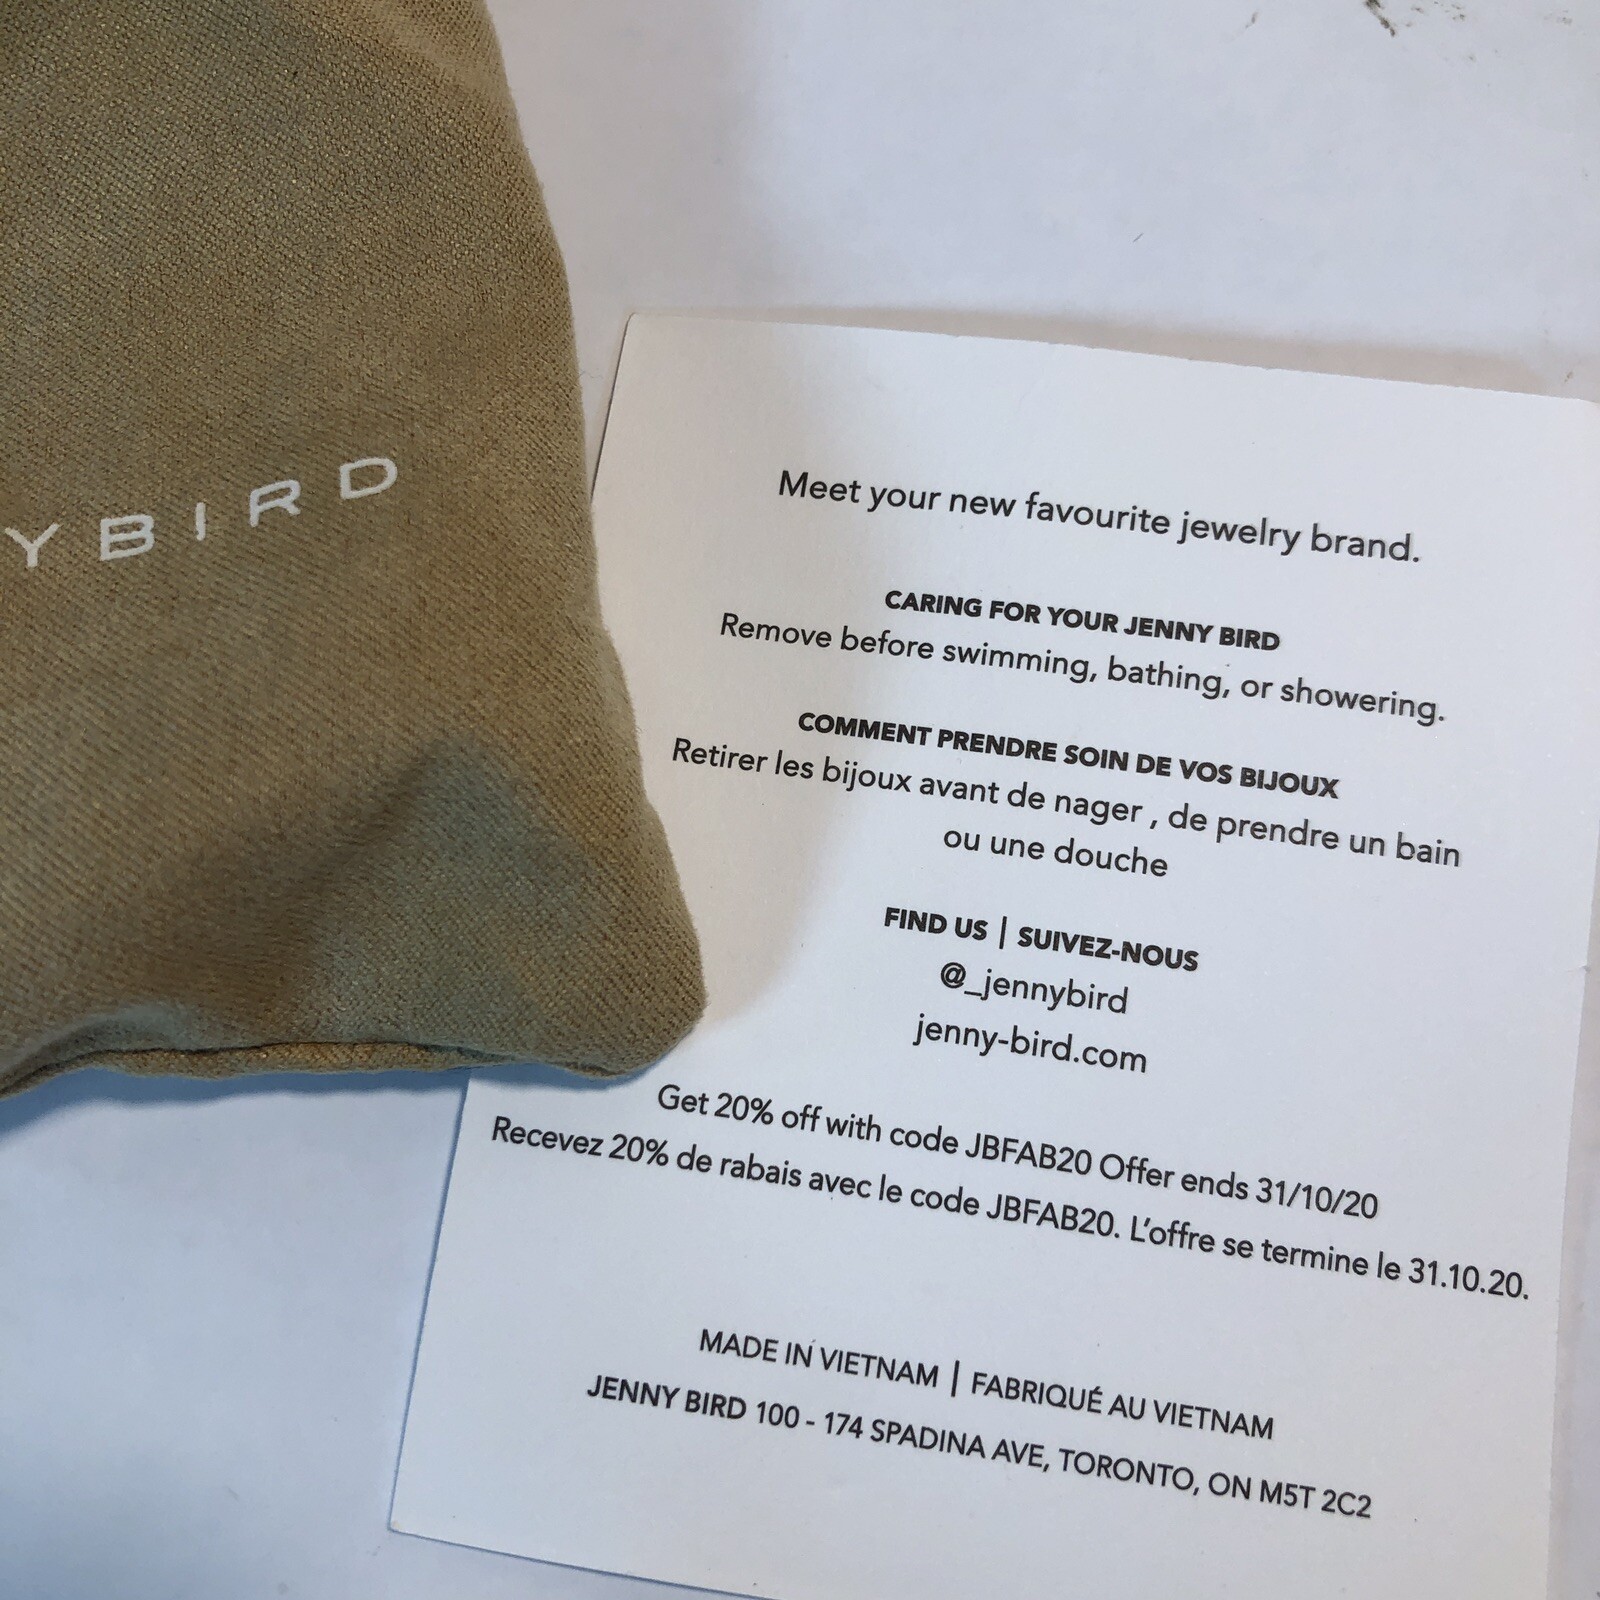 YBIRD
Meet your new favourite jewelry brand.
CARING FOR YOUR JENNY BIRD
Remove before swimming, bathing, or showering.
COMMENT PRENDRE SOIN DE VOS BIJOUX
Retirer les bijoux avant de nager , de prendre un bain
ou une douche
FIND US | SUIVEZ-NOUS
@_jennybird
jenny-bird.com
Get 20% off with code JBFAB20 Offer ends 31/10/20
Recevez 20% de rabais avec le code JBFAB20. L'offre se termine le 31.10.20.
MADE IN VIETNAM | FABRIQUÉ AU VIETNAM
JENNY BIRD 100 - 174 SPADINA AVE, TORONTO, ON M5T 2C2